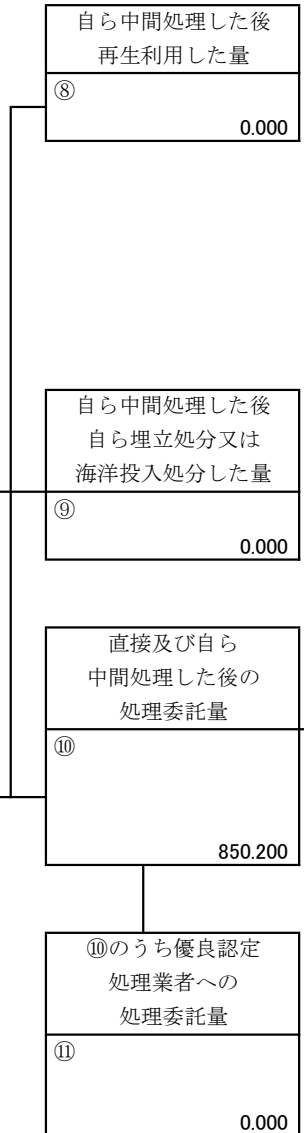 自ら中間処理した後
再生利用した量
⑧
0.000
自ら中間処理した後
自ら埋立処分又は
海洋投入処分した量
⑨
0.000
直接及び自ら
中間処理した後の
処理委託量
⑩
850.200
⑩のうち優良認定
処理業者への
処理委託量
⑪
0.000